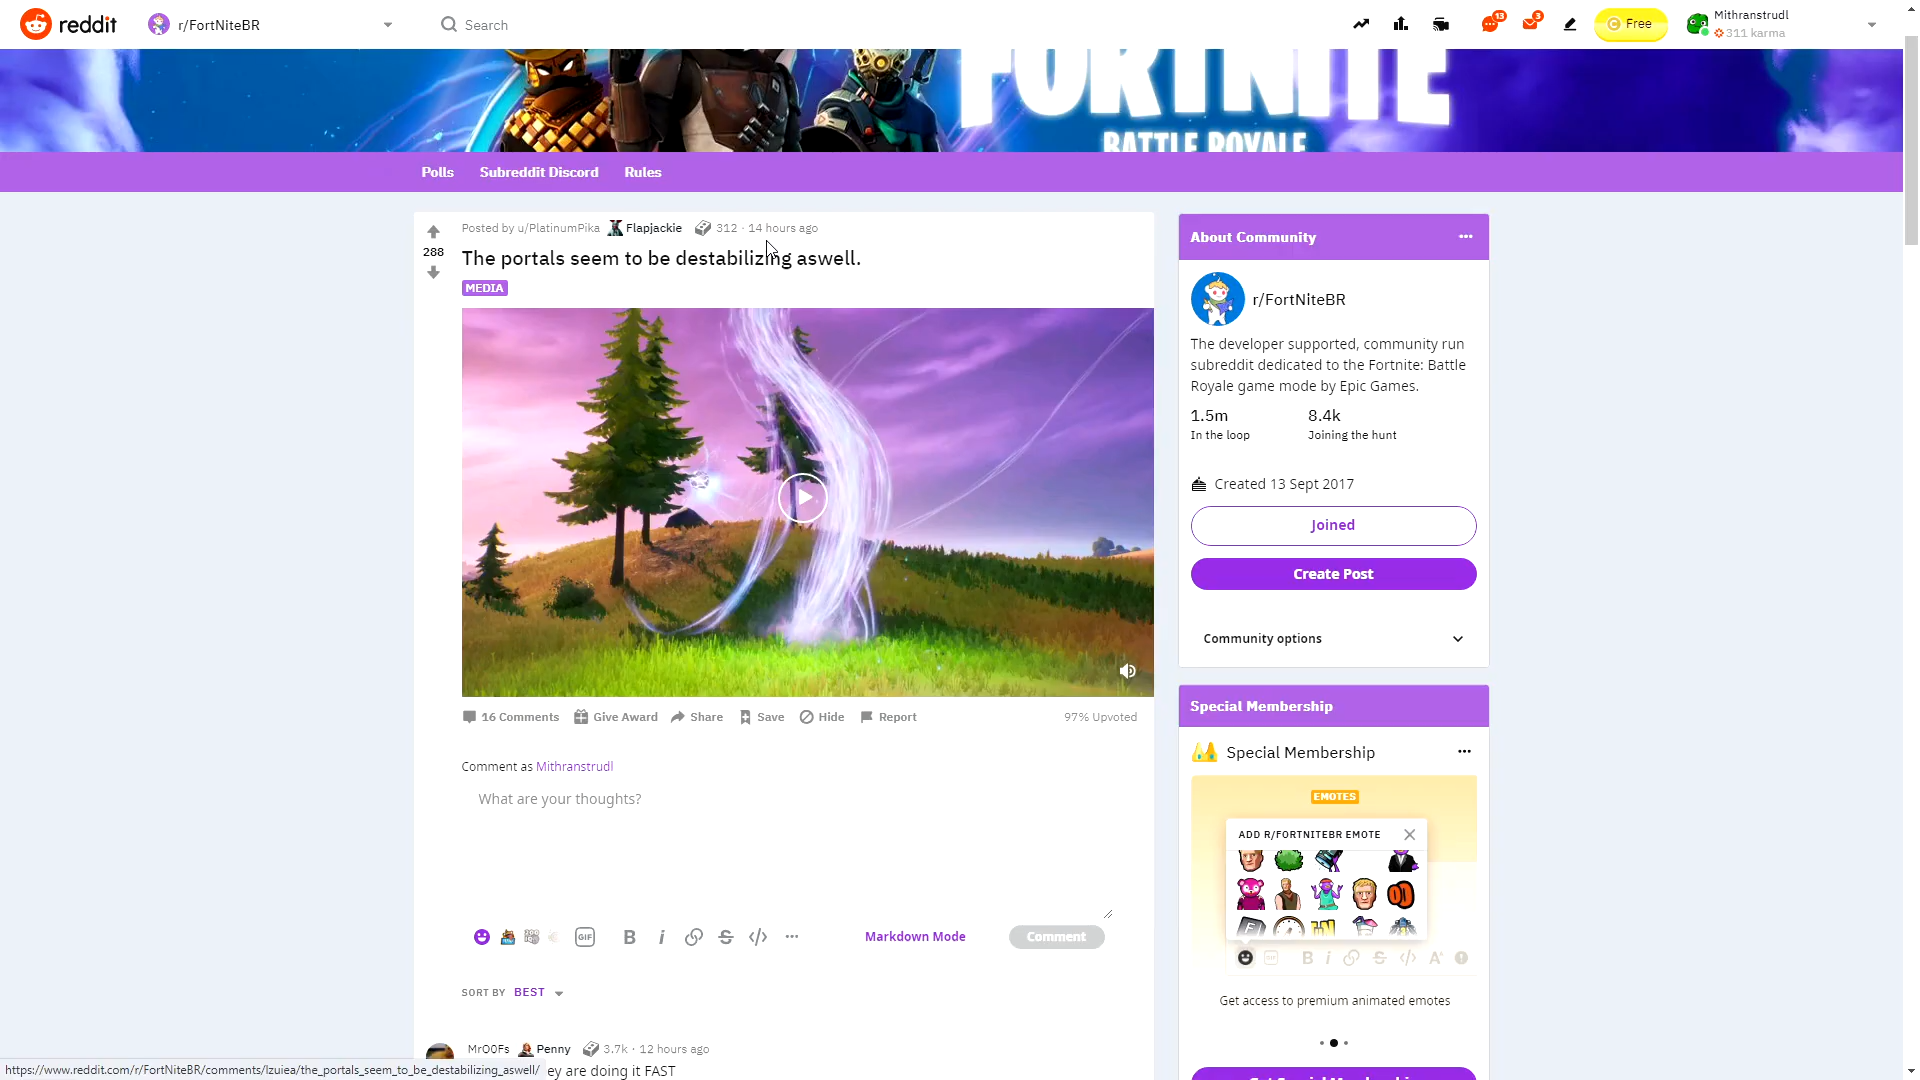 reddit
r/FortNiteBR
Search
13
3
Free
Mithranstrudl
311 karma
FORTNITE
BATTLE ROYALE
Polls
Subreddit Discord
Rules
Posted by u/PlatinumPika Flapjackie 312 · 14 hours ago
288
The portals seem to be destabilizing aswell.
MEDIA
16 Comments
Give Award
Share
Save
Hide
Report
97% Upvoted
Comment as Mithranstrudl
What are your thoughts?
GIF
B
i
S
</>
Markdown Mode
Comment
SORT BY BEST
MrO0Fs Penny 3.7k · 12 hours ago
ey are doing it FAST
https://www.reddit.com/r/FortNiteBR/comments/lzuiea/the_portals_seem_to_be_destabilizing_aswell/
About Community
r/FortNiteBR
The developer supported, community run
subreddit dedicated to the Fortnite: Battle
Royale game mode by Epic Games.
1.5m
In the loop
8.4k
Joining the hunt
Created 13 Sept 2017
Joined
Create Post
Community options
Special Membership
Special Membership
EMOTES
ADD R/FORTNITEBR EMOTE
GIF
B
i
S
</>
A
Get access to premium animated emotes